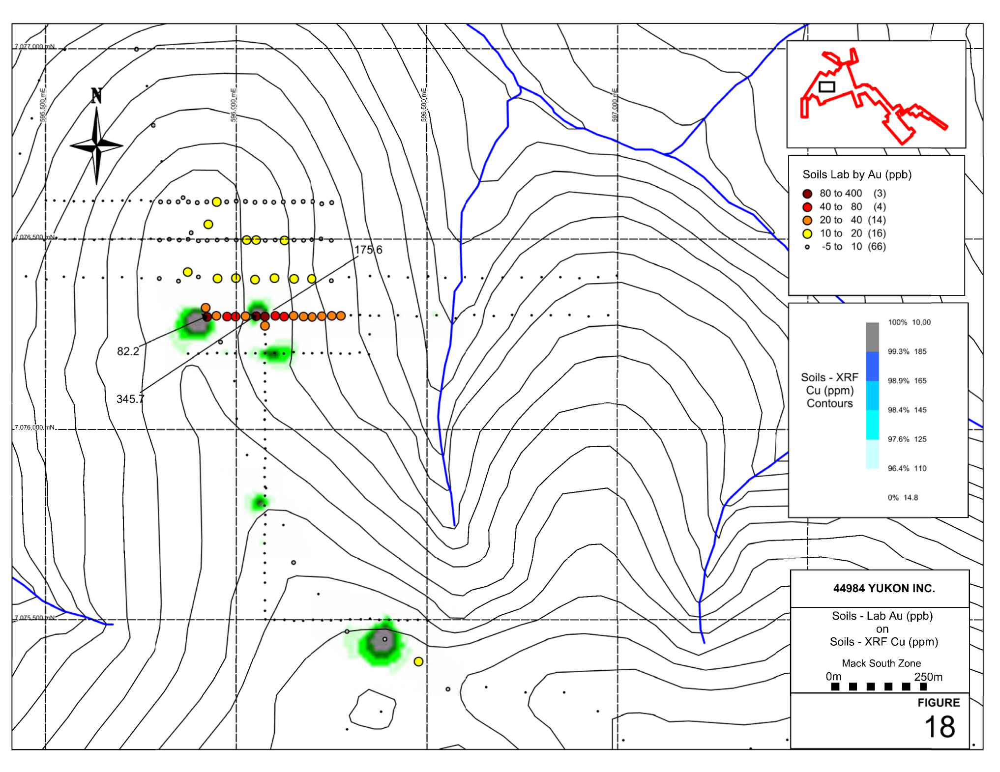 7,077,000 mN
N
595,500 mE
596,000 mE
596,500 mE
597,000 mE
7,076,500 mN
175.6
82.2
345.7
7,076,000 mN
7,075,500 mN
Soils Lab by Au (ppb)
80 to 400 (3)
40 to 80 (4)
20 to 40 (14)
10 to 20 (16)
-5 to 10 (66)
Soils - XRF
Cu (ppm)
Contours
100% 10,00
99.3% 185
98.9% 165
98.4% 145
97.6% 125
96.4% 110
0% 14.8
44984 YUKON INC.
Soils - Lab Au (ppb)
on
Soils - XRF Cu (ppm)
Mack South Zone
0m 250m
FIGURE
18